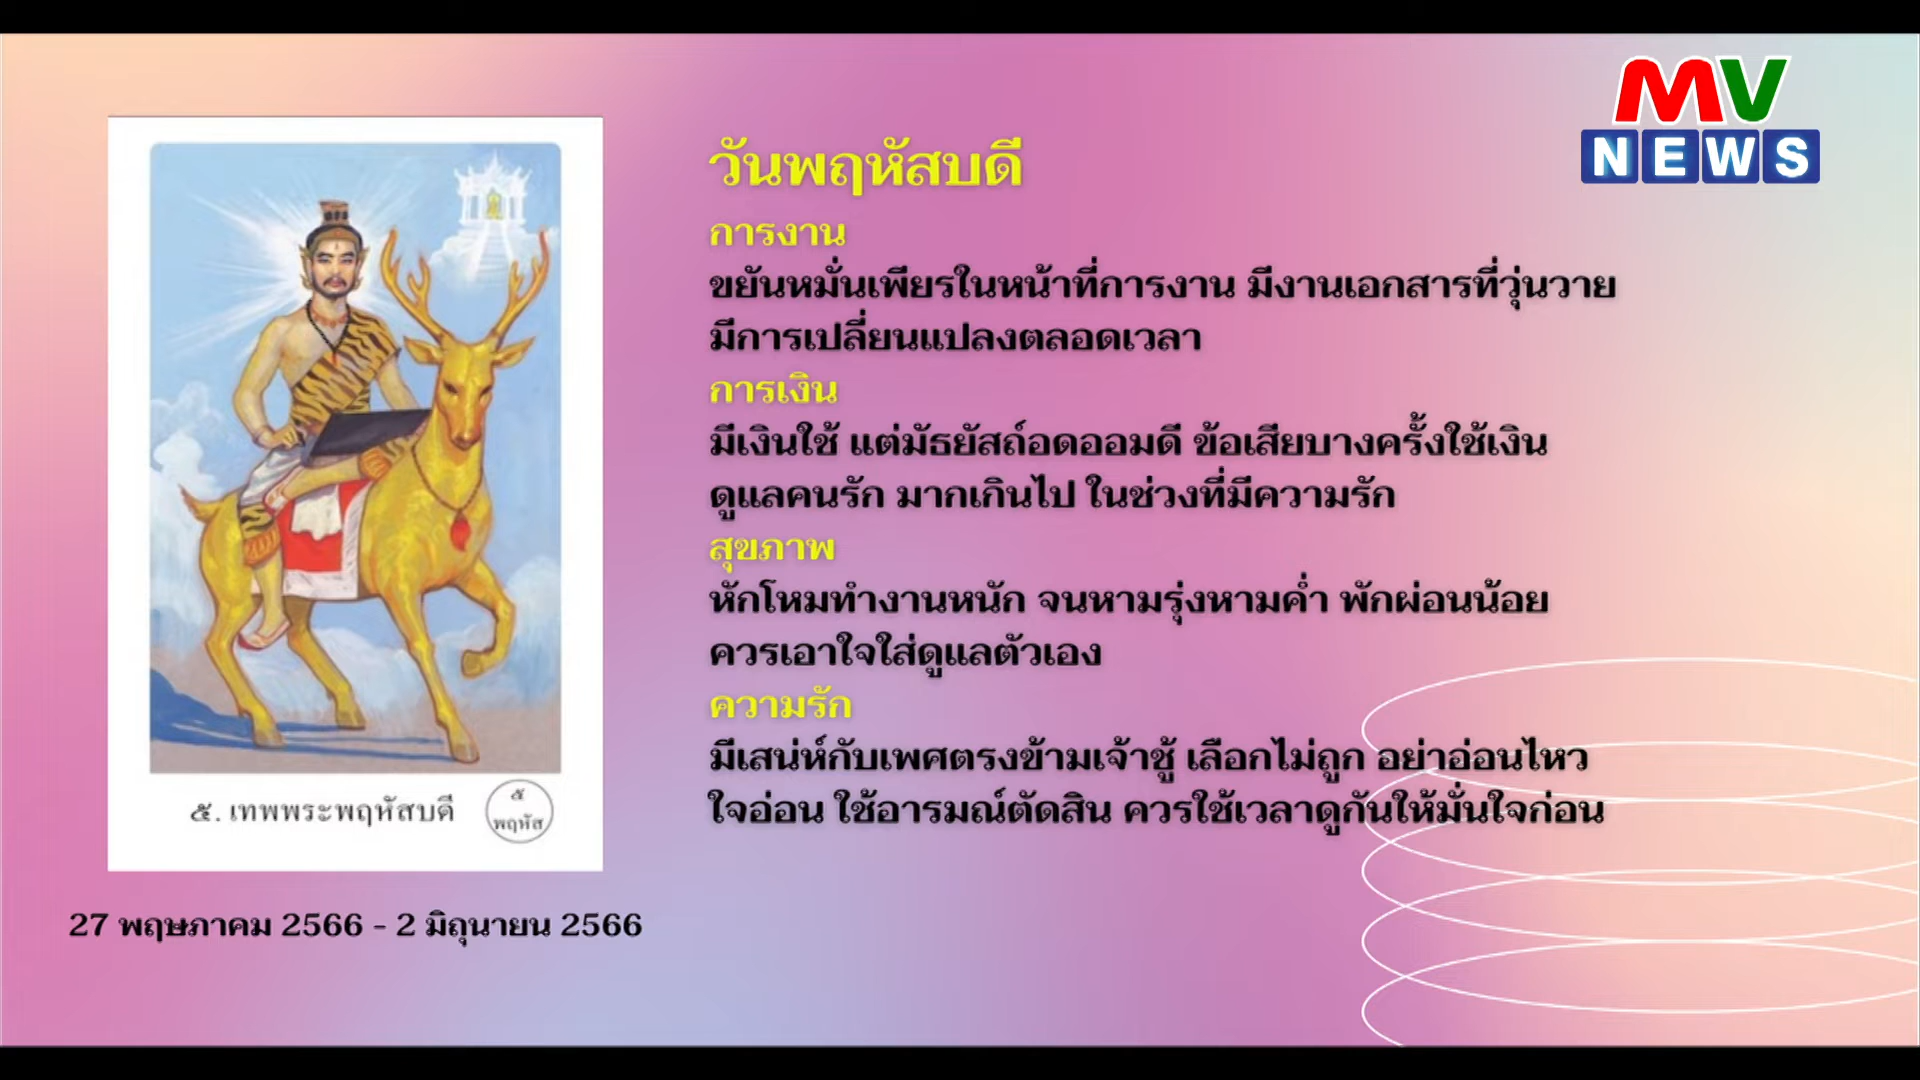 MV
NEWS
วันพฤหัสบดี
การงาน
ขยันหมั่นเพียรในหน้าที่การงาน มีงานเอกสารที่วุ่นวาย
มีการเปลี่ยนแปลงตลอดเวลา
การเงิน
มีเงินใช้ แต่มัธยัสถ์อดออมดี ข้อเสียบางครั้งใช้เงิน
ดูแลคนรัก มากเกินไป ในช่วงที่มีความรัก
สุขภาพ
หักโหมทำงานหนัก จนหามรุ่งหามค่ำ พักผ่อนน้อย
ควรเอาใจใส่ดูแลตัวเอง
ความรัก
มีเสน่ห์กับเพศตรงข้ามเจ้าชู้ เลือกไม่ถูก อย่าอ่อนไหว
ใจอ่อน ใช้อารมณ์ตัดสิน ควรใช้เวลาดูกันให้มั่นใจก่อน
๕. เทพพระพฤหัสบดี
๕
พฤหัส
27 พฤษภาคม 2566 - 2 มิถุนายน 2566